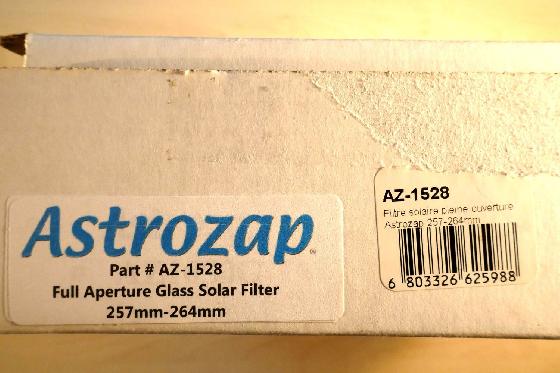 Astrozap
Part # AZ-1528
Full Aperture Glass Solar Filter
257mm-264mm
AZ-1528
Filtre solaire pleine ouverture
Astrozap 257-264mm
6 803326 625988